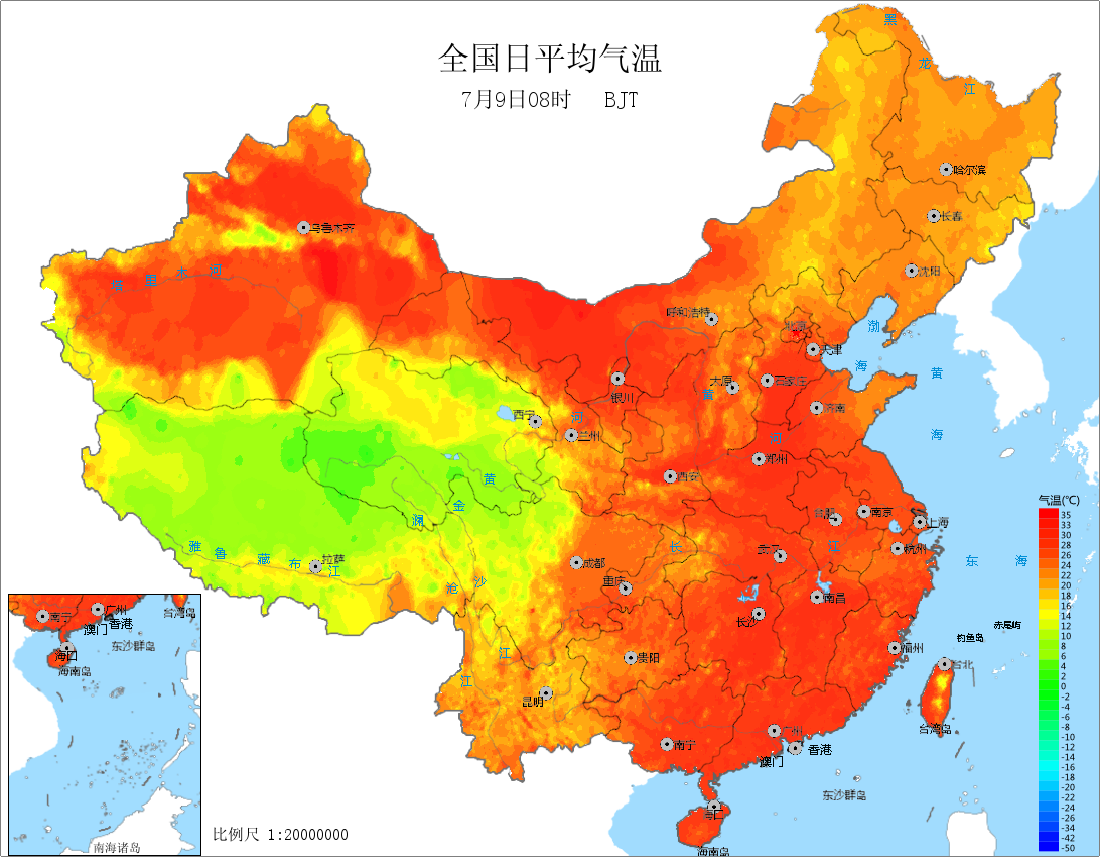 全国日平均气温
7月9日08时 BJT
黑
龙
江
哈尔滨
长春
沈阳
乌鲁木齐
木
河
呼和浩特
北京
天津
渤
海
黄
海
银川
太原
石家庄
济南
黄
河
西宁
兰州
西安
郑州
黄
金
澜
雅
鲁
藏
布
江
拉萨
沧
沙
江
江
成都
重庆
长
江
合肥
南京
上海
杭州
东
海
南昌
长沙
贵阳
昆明
福州
钓鱼岛
赤尾屿
台北
台湾岛
南宁
广州
香港
澳门
东沙群岛
海口
海南岛
气温(℃)
35
33
30
28
26
24
22
20
18
16
14
12
10
8
6
4
2
0
-2
-4
-6
-8
-10
-12
-14
-16
-18
-20
-22
-24
-26
-34
-42
-50
南宁
广州
台湾岛
香港
澳门
东沙群岛
海口
海南岛
南海诸岛
比例尺 1:20000000